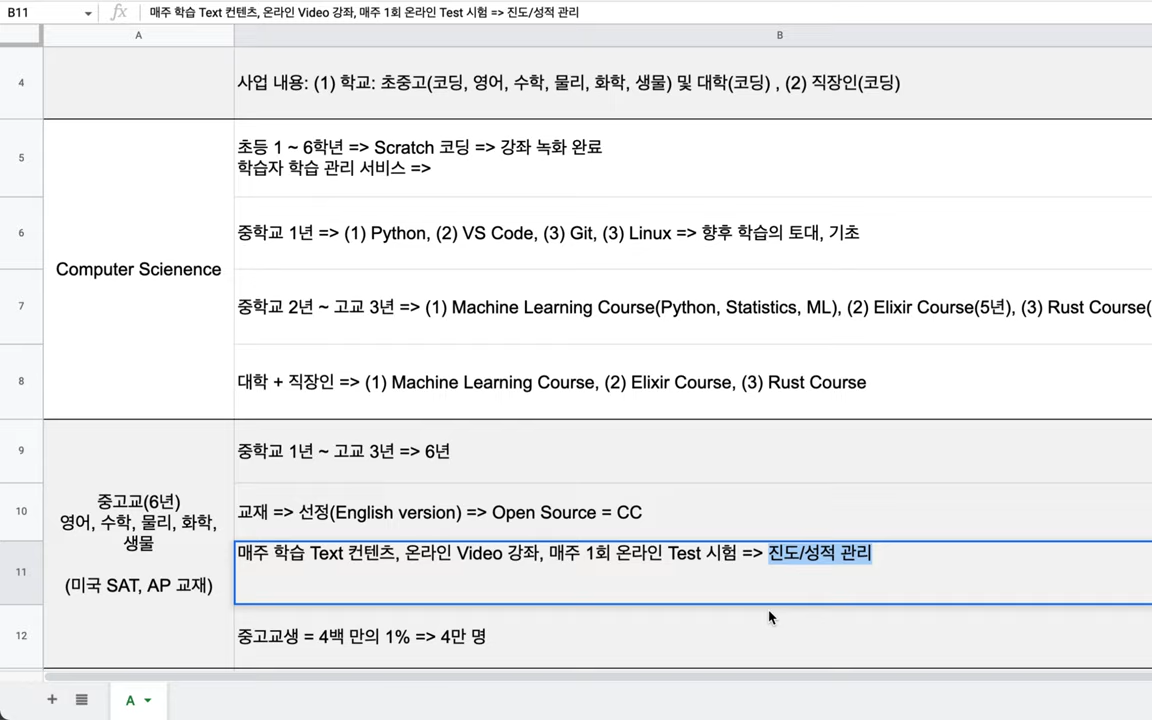 B11
fx
매주 학습 Text 컨텐츠, 온라인 Video 강좌, 매주 1회 온라인 Test 시험 => 진도/성적 관리
A
B
4
사업 내용: (1) 학교: 초중고(코딩, 영어, 수학, 물리, 화학, 생물) 및 대학(코딩) , (2) 직장인(코딩)
Computer Scienence
5
초등 1 ~ 6학년 => Scratch 코딩 => 강좌 녹화 완료
학습자 학습 관리 서비스 =>
6
중학교 1년 => (1) Python, (2) VS Code, (3) Git, (3) Linux => 향후 학습의 토대, 기초
7
중학교 2년 ~ 고교 3년 => (1) Machine Learning Course(Python, Statistics, ML), (2) Elixir Course(5년), (3) Rust Course(
8
대학 + 직장인 => (1) Machine Learning Course, (2) Elixir Course, (3) Rust Course
중고교(6년)
영어, 수학, 물리, 화학,
생물
(미국 SAT, AP 교재)
9
중학교 1년 ~ 고교 3년 => 6년
10
교재 => 선정(English version) => Open Source = CC
11
매주 학습 Text 컨텐츠, 온라인 Video 강좌, 매주 1회 온라인 Test 시험 => 진도/성적 관리
12
중고교생 = 4백 만의 1% => 4만 명
A